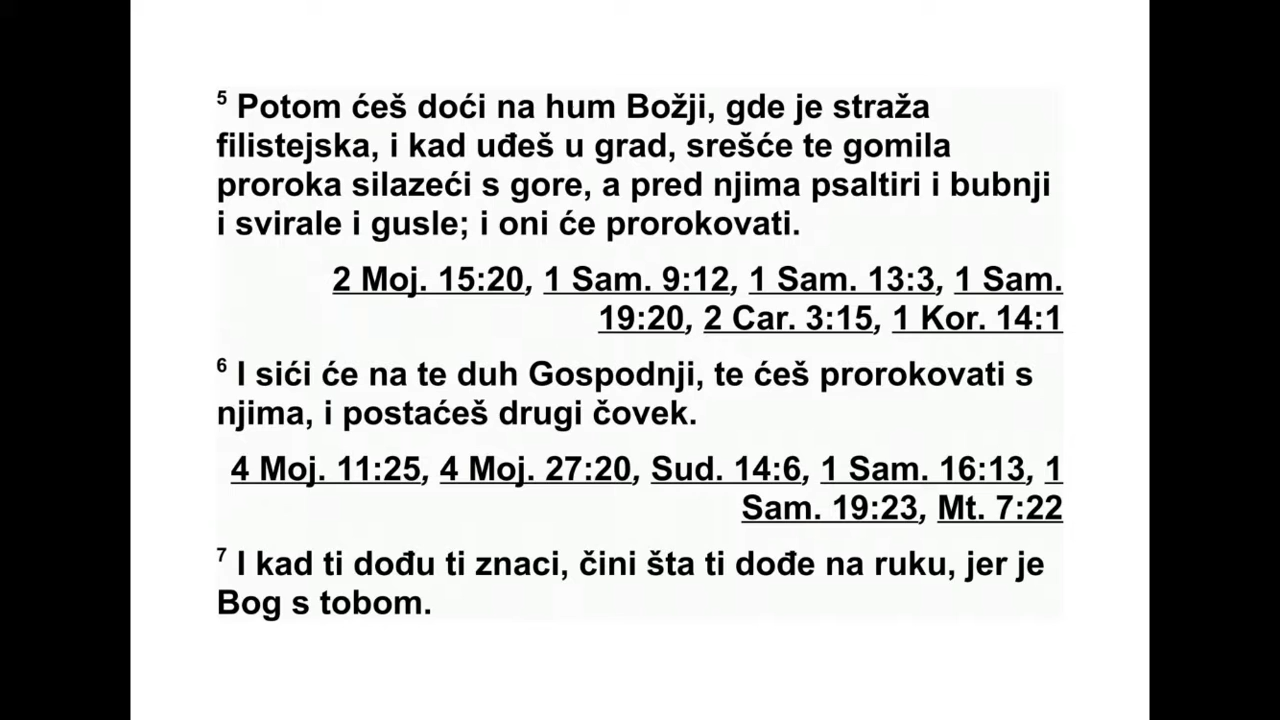 5 Potom ćeš doći na hum Božji, gde je straža
filistejska, i kad uđeš u grad, srešće te gomila
proroka silazeći s gore, a pred njima psaltiri i bubnji
i svirale i gusle; i oni će prorokovati.
2 Moj. 15:20, 1 Sam. 9:12, 1 Sam. 13:3, 1 Sam.
19:20, 2 Car. 3:15, 1 Kor. 14:1
6 I sići će na te duh Gospodnji, te ćeš prorokovati s
njima, i postaćeš drugi čovek.
4 Moj. 11:25, 4 Moj. 27:20, Sud. 14:6, 1 Sam. 16:13, 1
Sam. 19:23, Mt. 7:22
7 I kad ti dođu ti znaci, čini šta ti dođe na ruku, jer je
Bog s tobom.